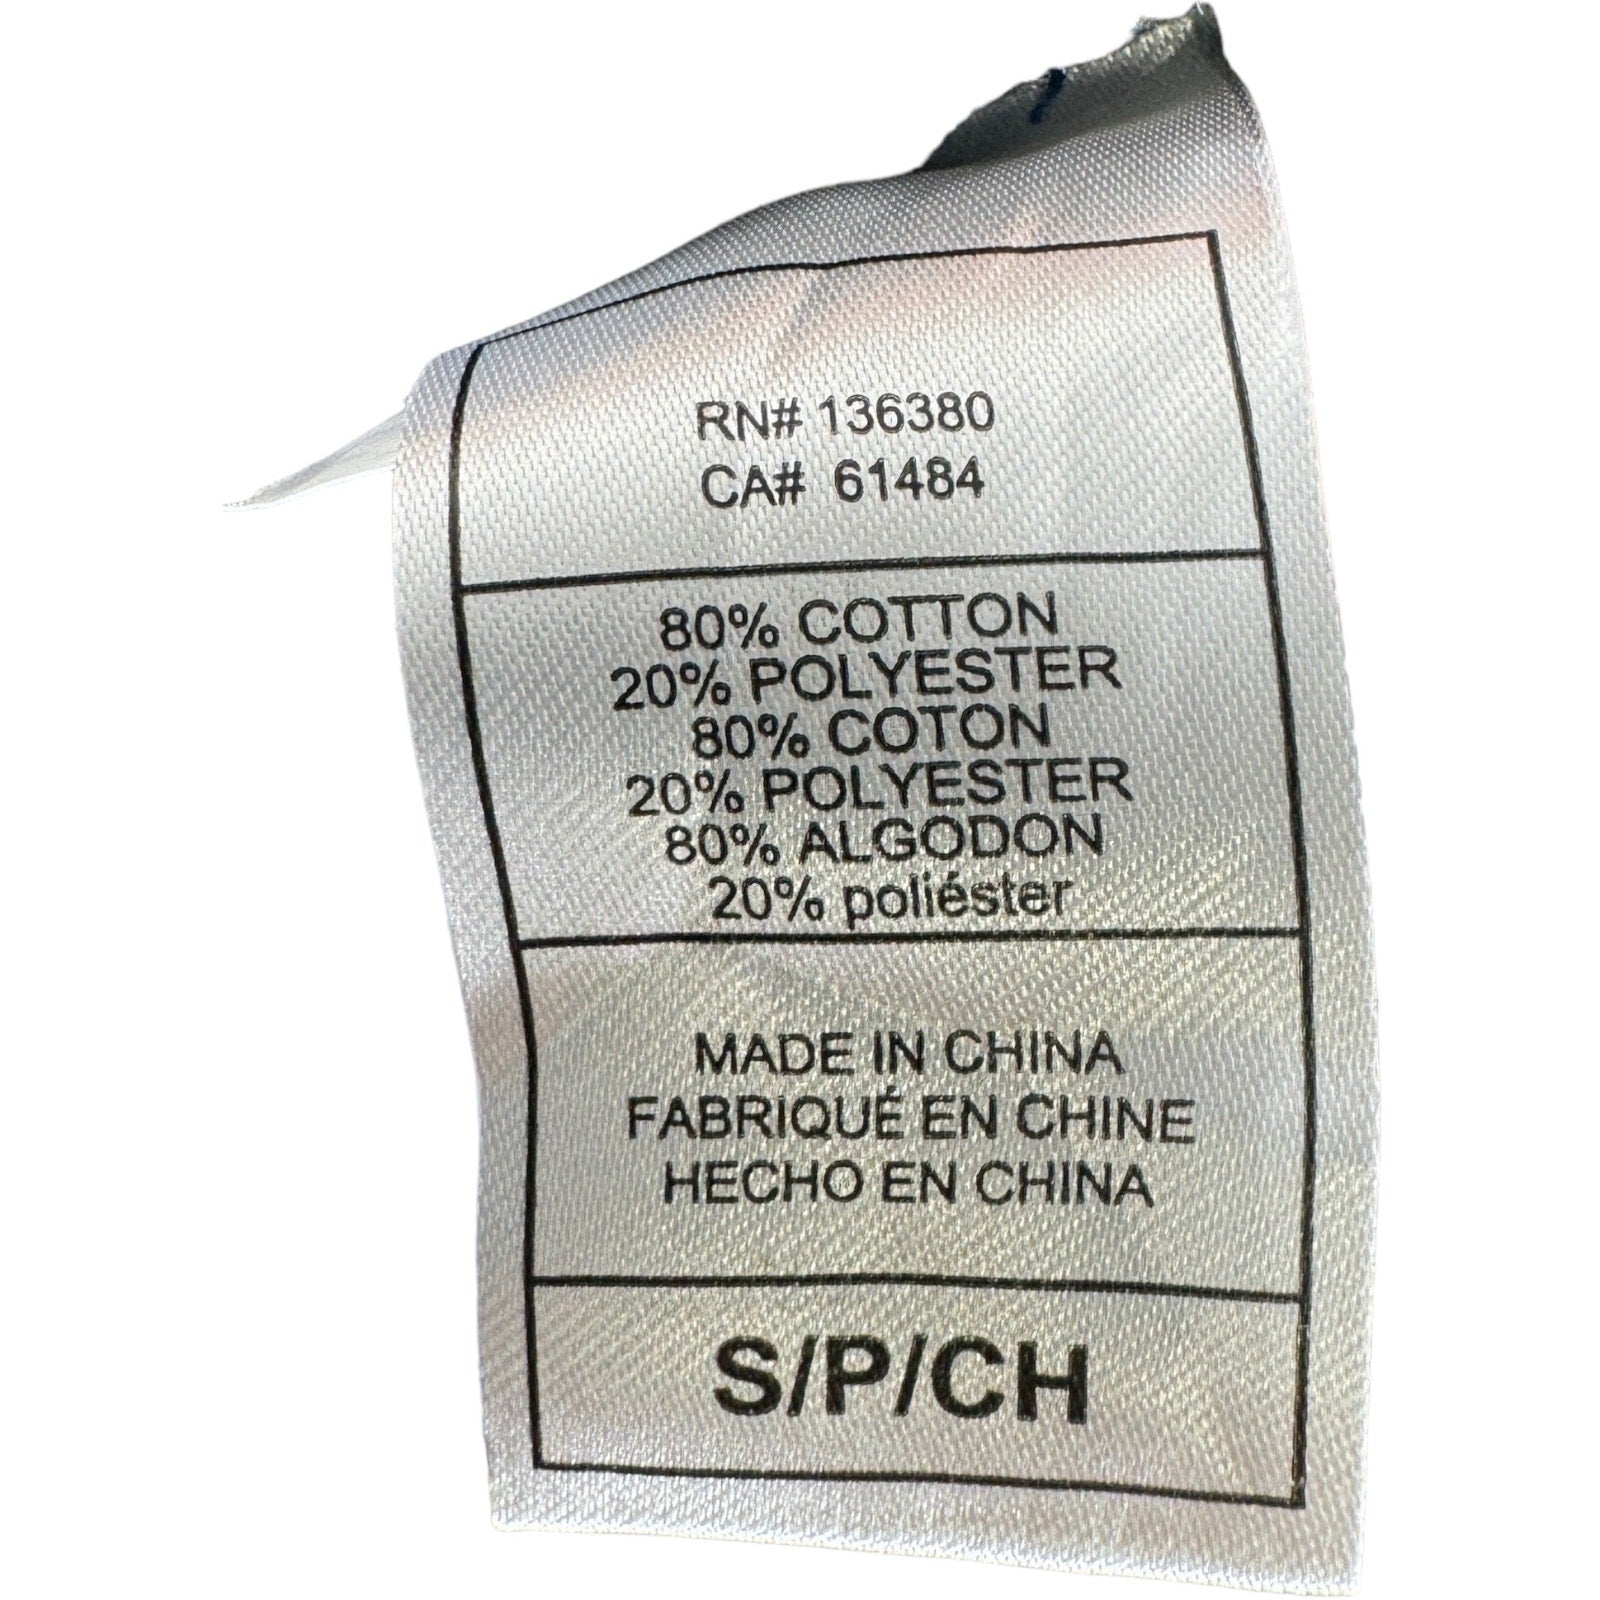 RN# 136380
CA# 61484
80% COTTON
20% POLYESTER
80% COTON
20% POLYESTER
80% ALGODON
20% poliéster
MADE IN CHINA
FABRIQUÉ EN CHINE
HECHO EN CHINA
S/P/CH